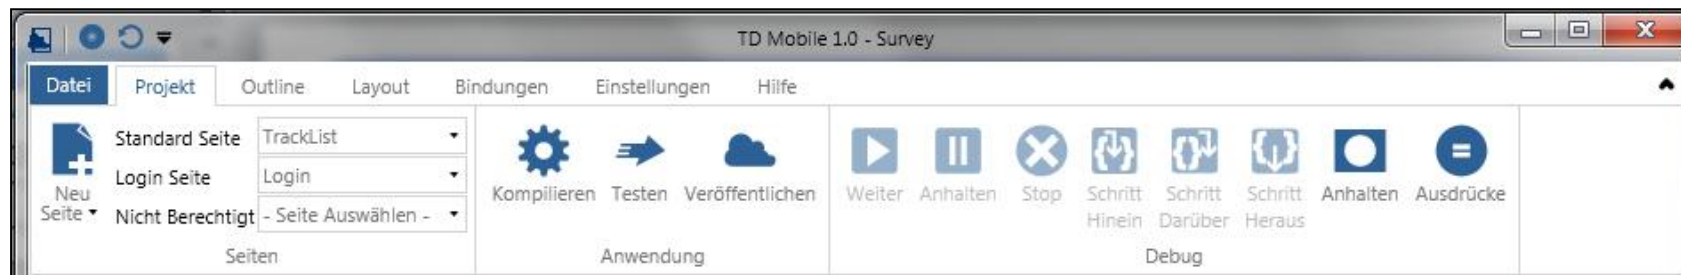 TD Mobile 1.0 - Survey
Datei Projekt Outline Layout Bindungen Einstellungen Hilfe
Neu Seite
Standard Seite TrackList
Login Seite Login
Nicht Berechtigt - Seite Auswählen -
Kompilieren Testen Veröffentlichen
Weiter Anhalten Stop Schritt Hinein Schritt Darüber Schritt Heraus Anhalten Ausdrücke
Seiten Anwendung Debug